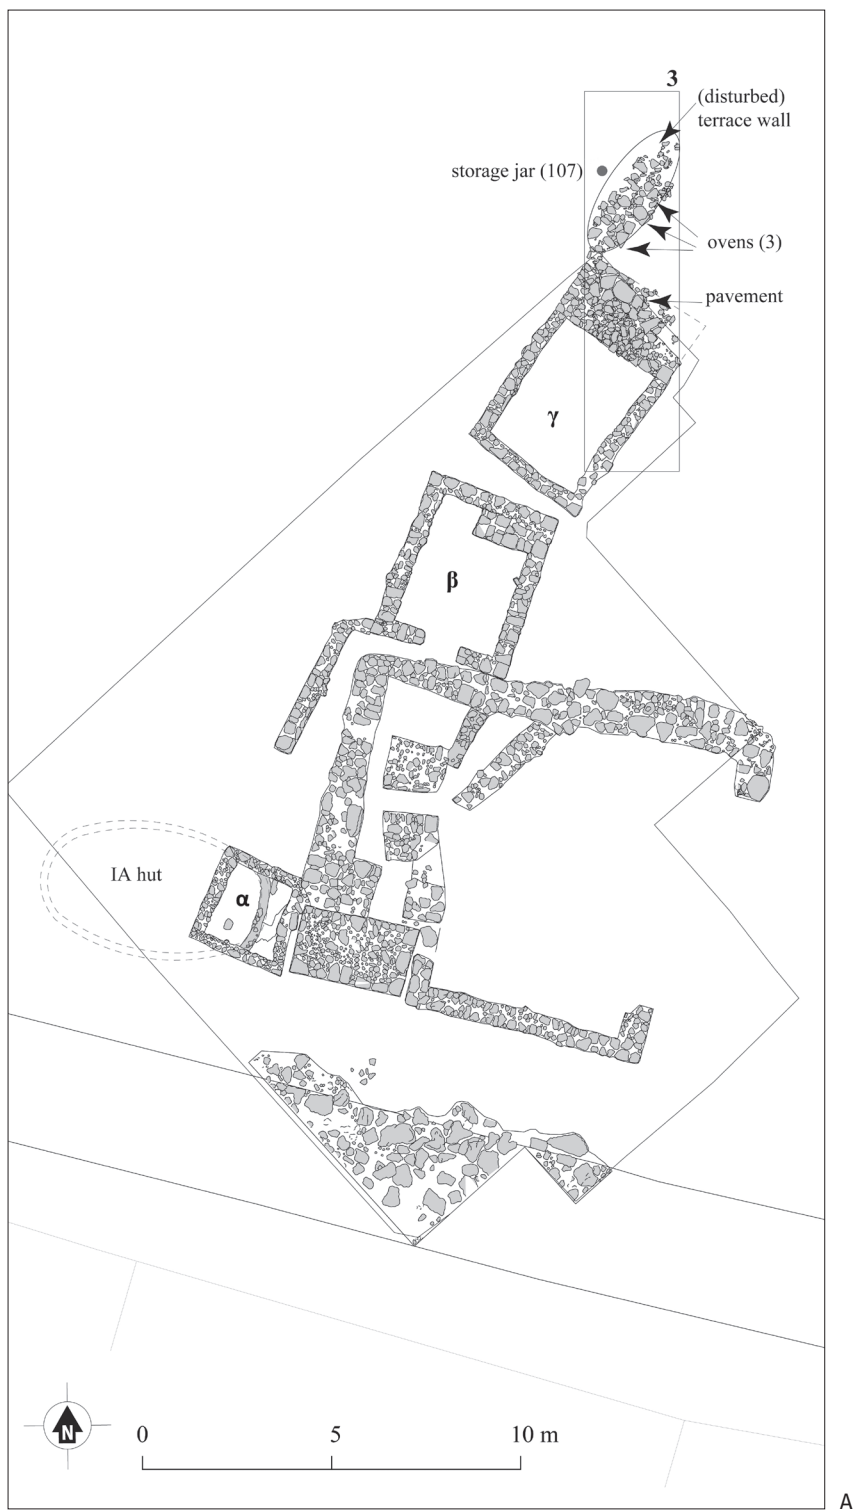 3
(disturbed)
terrace wall
storage jar (107)
ovens (3)
pavement
γ
β
IA hut
α
N
0 5 10 m
A